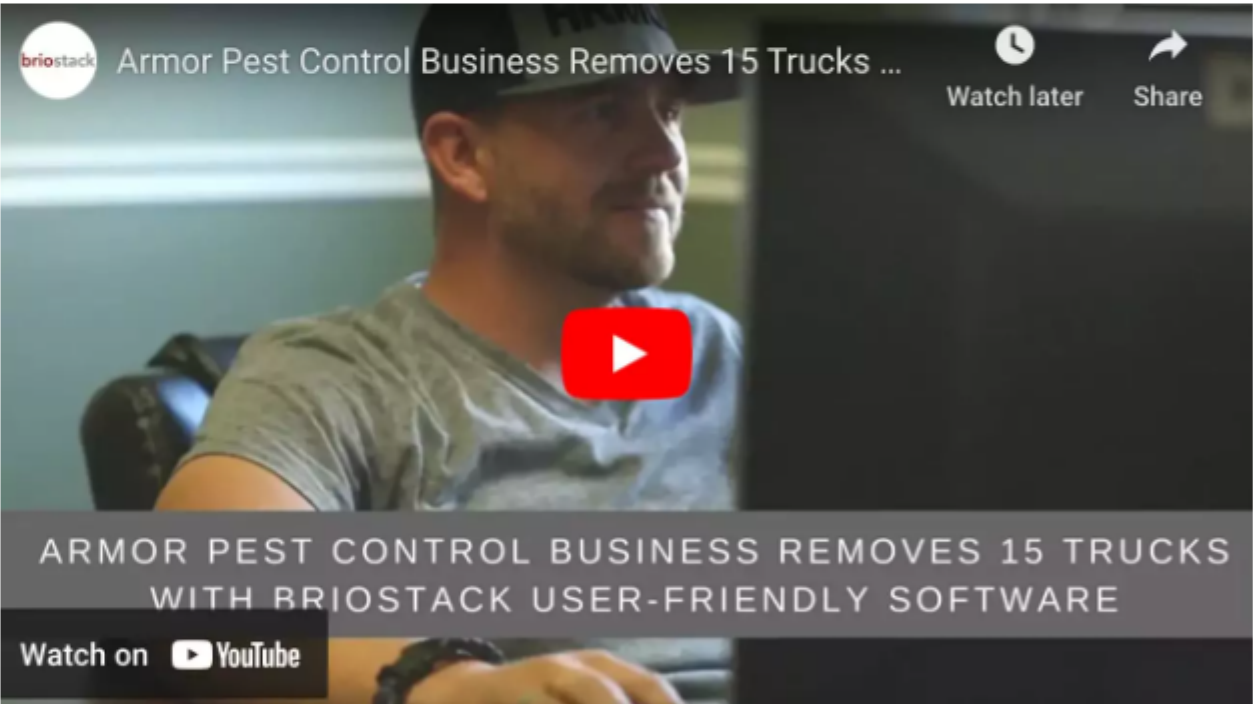 briostack
Armor Pest Control Business Removes 15 Trucks ...
Watch later
Share
ARMOR PEST CONTROL BUSINESS REMOVES 15 TRUCKS
WITH BRIOSTACK USER-FRIENDLY SOFTWARE
Watch on YouTube